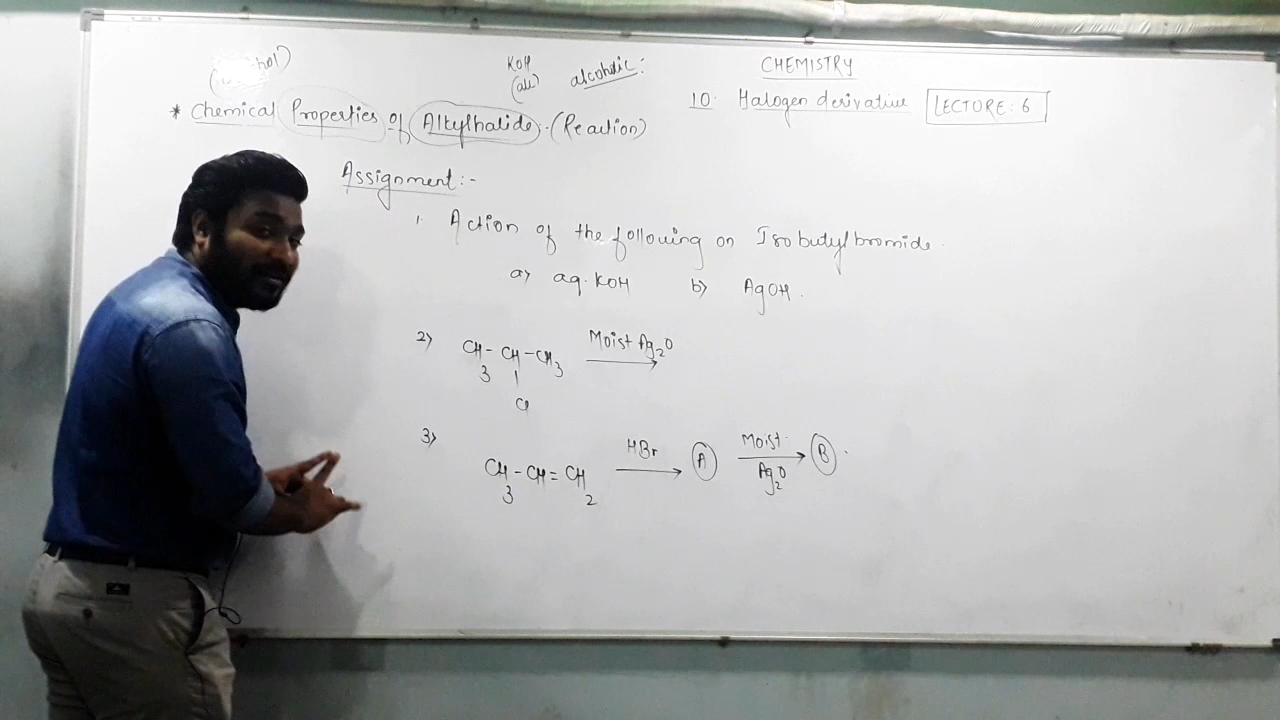 KOH
(alc) alcoholic:
CHEMISTRY
10. Halogen derivative LECTURE: 6
* Chemical Properties of Alkylhalide:- (Reaction)
Assignment:-
1. Action of the following on Isobutylbromide.
a) aq. KOH b) AgOH.
2) CH3-CH-CH3 Moist Ag2O →
Cl
3) CH3-CH=CH2 HBr → A Moist Ag2O → B.